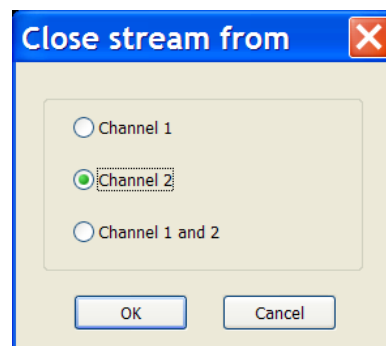 Close stream from
Channel 1
Channel 2
Channel 1 and 2
OK Cancel